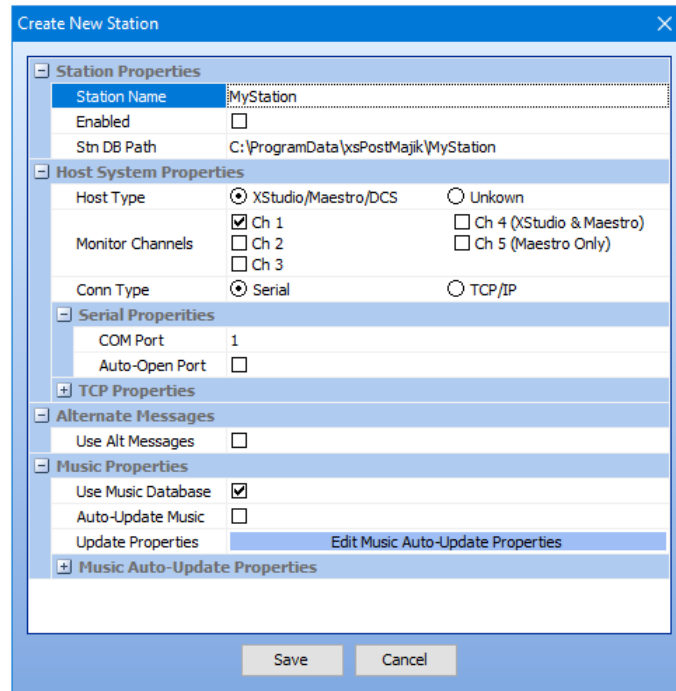 Create New Station
Station Properties
Station Name MyStation
Enabled
Stn DB Path C:\ProgramData\xsPostMajik\MyStation
Host System Properties
Host Type XStudio/Maestro/DCS Unkown
Monitor Channels Ch 1 Ch 4 (XStudio & Maestro)
Ch 2 Ch 5 (Maestro Only)
Ch 3
Conn Type Serial TCP/IP
Serial Properities
COM Port 1
Auto-Open Port
TCP Properties
Alternate Messages
Use Alt Messages
Music Properties
Use Music Database
Auto-Update Music
Update Properties Edit Music Auto-Update Properties
Music Auto-Update Properties
Save Cancel